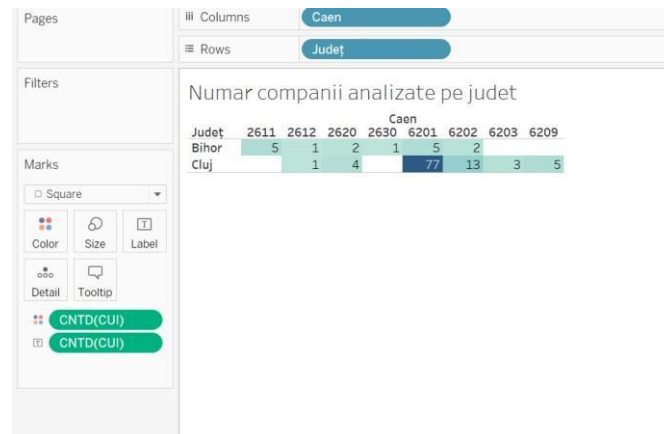 Pages
Columns Caen
Rows Județ
Filters
Numar companii analizate pe judet
Caen
Județ 2611 2612 2620 2630 6201 6202 6203 6209
Bihor 5 1 2 1 5 2
Cluj 1 4 77 13 3 5
Marks
Square
Color Size Label
T
Detail Tooltip
CNTD(CUI)
T CNTD(CUI)